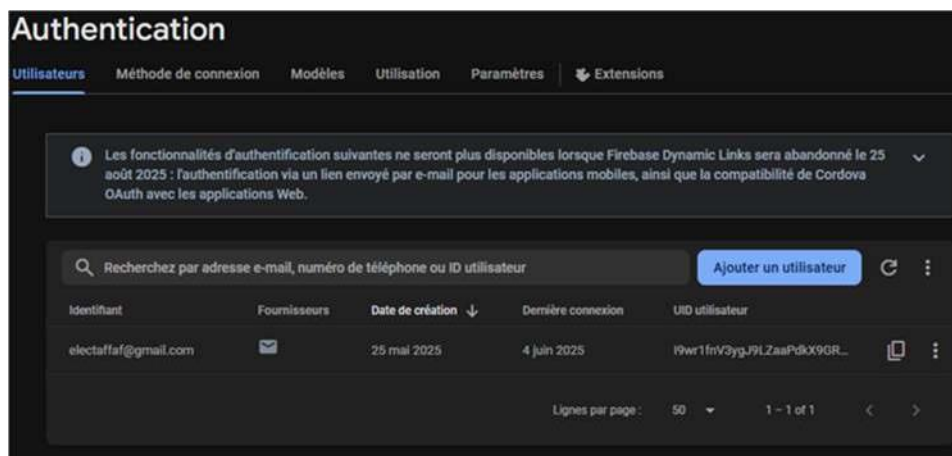 Authentication
Utilisateurs Méthode de connexion Modèles Utilisation Paramètres Extensions
Les fonctionnalités d'authentification suivantes ne seront plus disponibles lorsque Firebase Dynamic Links sera abandonné le 25
août 2025 : l'authentification via un lien envoyé par e-mail pour les applications mobiles, ainsi que la compatibilité de Cordova
OAuth avec les applications Web.
Recherchez par adresse e-mail, numéro de téléphone ou ID utilisateur Ajouter un utilisateur
Identifiant Fournisseurs Date de création Dernière connexion UID utilisateur
electaffaf@gmail.com 25 mai 2025 4 juin 2025 I9wr1fnV3ygJ9LZaaPdkX9GR...
Lignes par page : 50 1 – 1 of 1